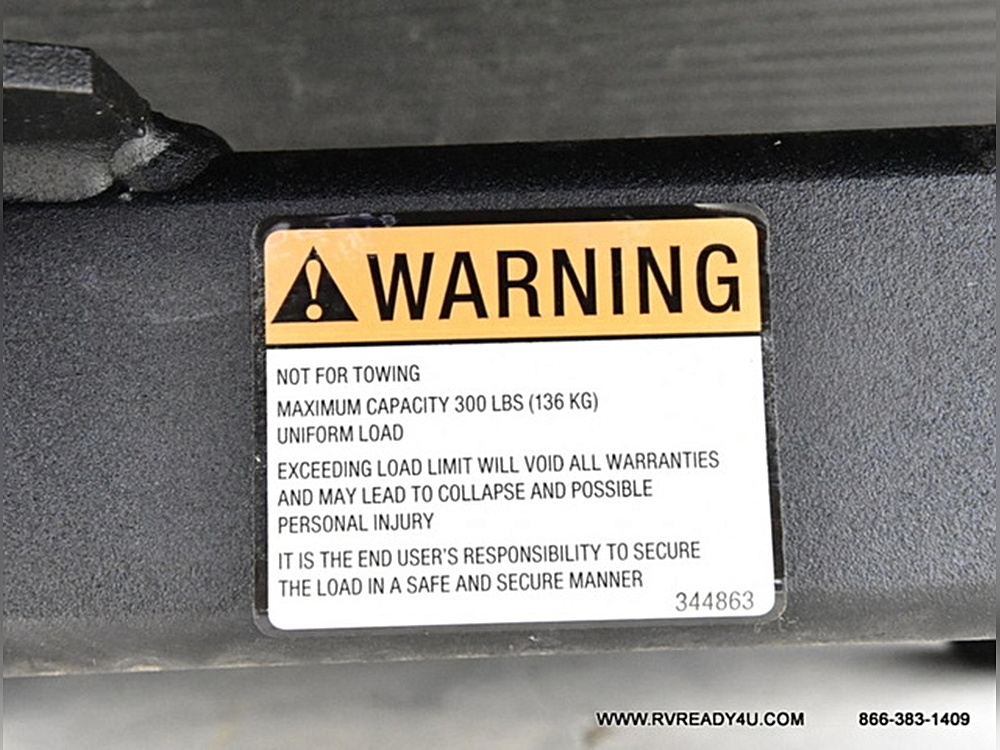 WARNING
NOT FOR TOWING
MAXIMUM CAPACITY 300 LBS (136 KG)
UNIFORM LOAD
EXCEEDING LOAD LIMIT WILL VOID ALL WARRANTIES
AND MAY LEAD TO COLLAPSE AND POSSIBLE
PERSONAL INJURY
IT IS THE END USER'S RESPONSIBILITY TO SECURE
THE LOAD IN A SAFE AND SECURE MANNER
344863
WWW.RVREADY4U.COM 866-383-1409